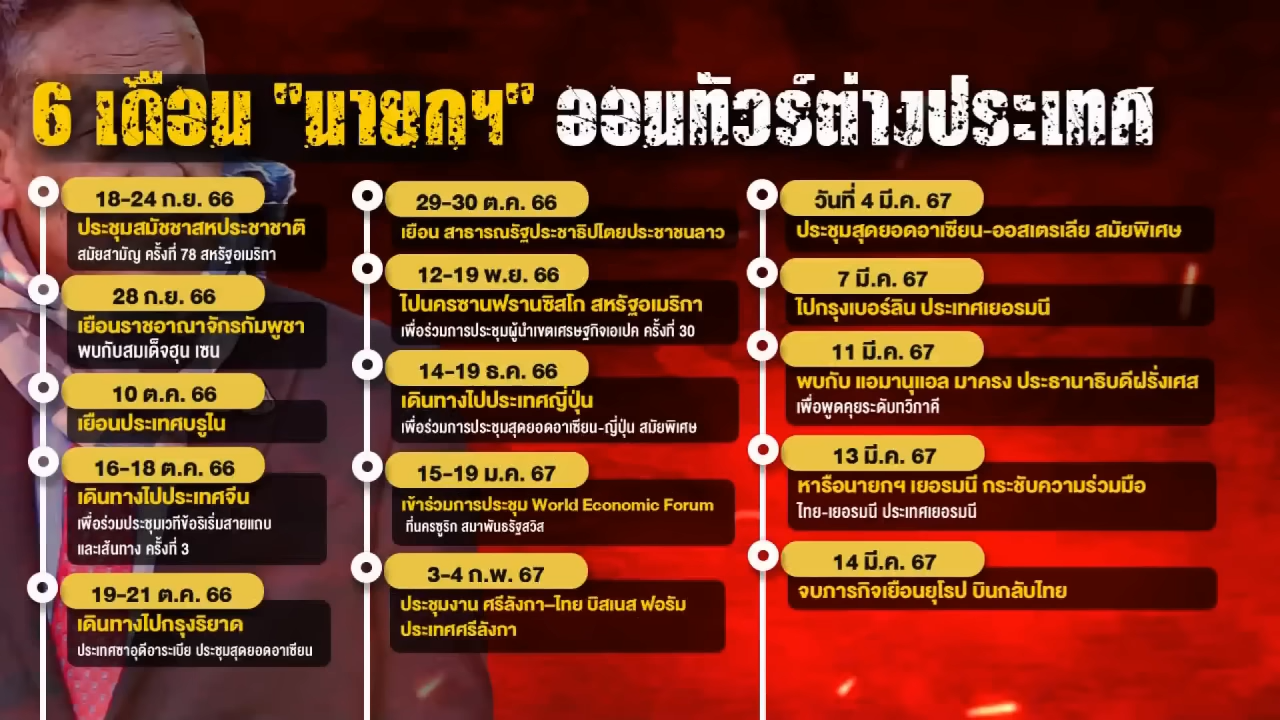 6 เดือน "นายกฯ" ออนทัวร์ต่างประเทศ
18-24 ก.ย. 66
ประชุมสมัชชาสหประชาชาติ
สมัยสามัญ ครั้งที่ 78 สหรัฐอเมริกา
28 ก.ย. 66
เยือนราชอาณาจักรกัมพูชา
พบกับสมเด็จฮุน เซน
10 ต.ค. 66
เยือนประเทศบรูไน
16-18 ต.ค. 66
เดินทางไปประเทศจีน
เพื่อร่วมประชุมเวทีข้อริเริ่มสายแถบ
และเส้นทาง ครั้งที่ 3
19-21 ต.ค. 66
เดินทางไปกรุงริยาด
ประเทศซาอุดีอาระเบีย ประชุมสุดยอดอาเซียน
29-30 ต.ค. 66
เยือน สาธารณรัฐประชาธิปไตยประชาชนลาว
12-19 พ.ย. 66
ไปนครซานฟรานซิสโก สหรัฐอเมริกา
เพื่อร่วมการประชุมผู้นำเขตเศรษฐกิจเอเปค ครั้งที่ 30
14-19 ธ.ค. 66
เดินทางไปประเทศญี่ปุ่น
เพื่อร่วมการประชุมสุดยอดอาเซียน-ญี่ปุ่น สมัยพิเศษ
15-19 ม.ค. 67
เข้าร่วมการประชุม World Economic Forum
ที่นครซูริก สมาพันธรัฐสวิส
3-4 ก.พ. 67
ประชุมงาน ศรีลังกา–ไทย บิสเนส ฟอรัม
ประเทศศรีลังกา
วันที่ 4 มี.ค. 67
ประชุมสุดยอดอาเซียน-ออสเตรเลีย สมัยพิเศษ
7 มี.ค. 67
ไปกรุงเบอร์ลิน ประเทศเยอรมนี
11 มี.ค. 67
พบกับ แอมานุแอล มาครง ประธานาธิบดีฝรั่งเศส
เพื่อพูดคุยระดับทวิภาคี
13 มี.ค. 67
หารือนายกฯ เยอรมนี กระชับความร่วมมือ
ไทย-เยอรมนี ประเทศเยอรมนี
14 มี.ค. 67
จบภารกิจเยือนยุโรป บินกลับไทย